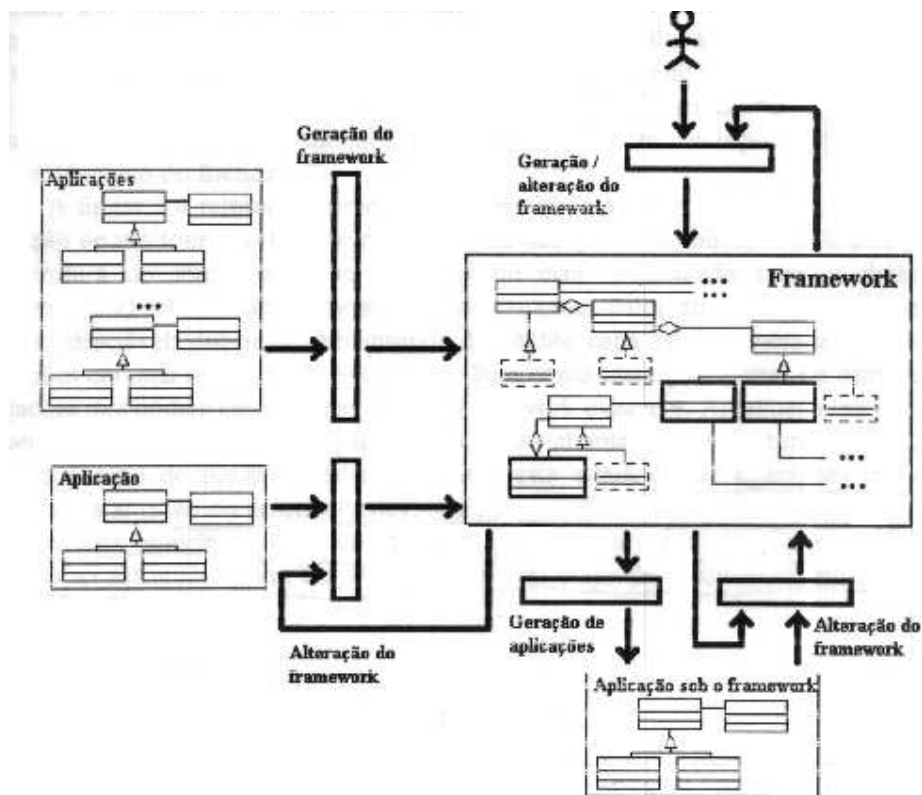 Geração do
framework
Geração /
alteração do
framework
Aplicações
•••
Framework
•••
•••
•••
•••
Aplicação
Alteração do
framework
Geração de
aplicações
Alteração do
framework
Aplicação sob o framework